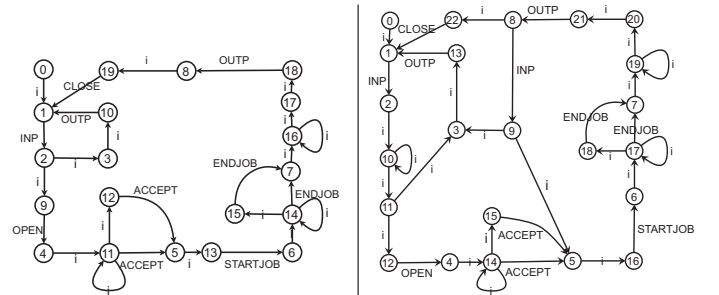 0
i
19
i
8
OUTP
18
CLOSE
i
17
1
OUTP
10
i
16
i
INP
i
i
2
i
3
ENDJOB
7
i
i
9
12
ACCEPT
ENDJOB
15
i
14
i
OPEN
i
i
4
i
11
ACCEPT
5
i
13
STARTJOB
6
i
0
CLOSE
22
i
8
OUTP
21
i
20
i
i
1
OUTP
13
19
i
INP
INP
i
2
i
7
i
3
i
9
ENDJOB
ENDJOB
10
i
18
i
17
i
i
i
i
i
11
6
i
15
i
ACCEPT
STARTJOB
i
12
OPEN
4
i
14
ACCEPT
5
i
16
i